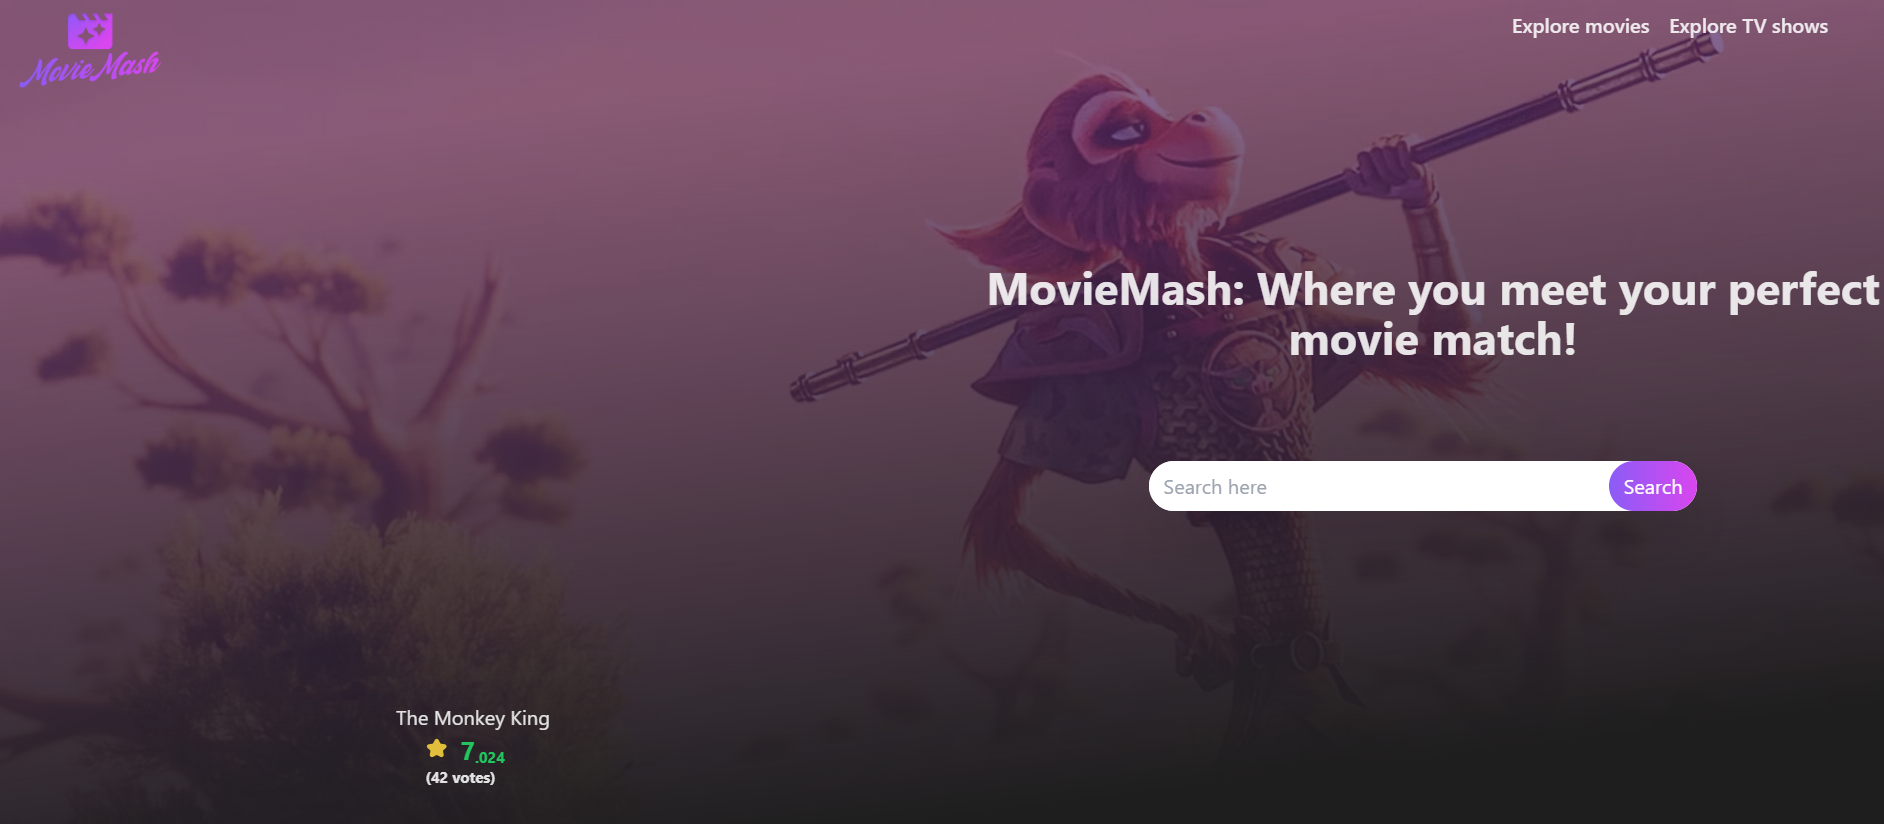 MovieMash
Explore movies
Explore TV shows
MovieMash: Where you meet your perfect
movie match!
Search here
Search
The Monkey King
7.024
(42 votes)